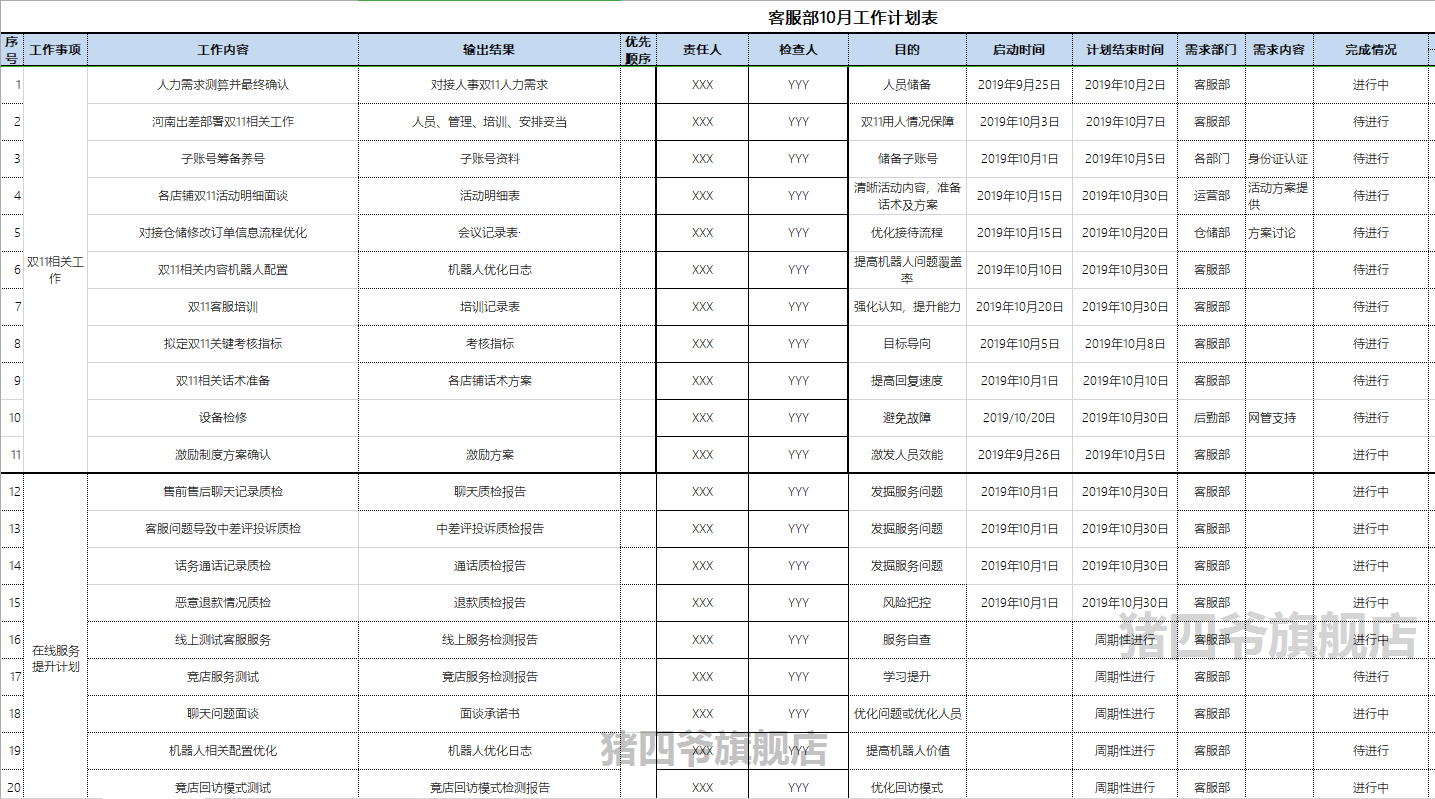 客服部10月工作计划表
序号 工作事项 工作内容 输出结果 优先顺序 责任人 检查人 目的 启动时间 计划结束时间 需求部门 需求内容 完成情况
双11相关工作
1 人力需求测算并最终确认 对接人事双11人力需求 XXX YYY 人员储备 2019年9月25日 2019年10月2日 客服部 进行中
2 河南出差部署双11相关工作 人员、管理、培训、安排妥当 XXX YYY 双11用人情况保障 2019年10月3日 2019年10月7日 客服部 待进行
3 子账号筹备养号 子账号资料 XXX YYY 储备子账号 2019年10月1日 2019年10月5日 各部门 身份证认证 待进行
4 各店铺双11活动明细面谈 活动明细表 XXX YYY 清晰活动内容，准备话术及方案 2019年10月15日 2019年10月30日 运营部 活动方案提供 待进行
5 对接仓储修改订单信息流程优化 会议记录表· XXX YYY 优化接待流程 2019年10月15日 2019年10月20日 仓储部 方案讨论 待进行
6 双11相关内容机器人配置 机器人优化日志 XXX YYY 提高机器人问题覆盖率 2019年10月10日 2019年10月30日 客服部 待进行
7 双11客服培训 培训记录表 XXX YYY 强化认知，提升能力 2019年10月20日 2019年10月30日 客服部 待进行
8 拟定双11关键考核指标 考核指标 XXX YYY 目标导向 2019年10月5日 2019年10月8日 客服部 待进行
9 双11相关话术准备 各店铺话术方案 XXX YYY 提高回复速度 2019年10月1日 2019年10月10日 客服部 待进行
10 设备检修 XXX YYY 避免故障 2019/10/20日 2019年10月30日 后勤部 网管支持 待进行
11 激励制度方案确认 激励方案 XXX YYY 激发人员效能 2019年9月26日 2019年10月5日 客服部 进行中
在线服务提升计划
12 售前售后聊天记录质检 聊天质检报告 XXX YYY 发掘服务问题 2019年10月1日 2019年10月30日 客服部 进行中
13 客服问题导致中差评投诉质检 中差评投诉质检报告 XXX YYY 发掘服务问题 2019年10月1日 2019年10月30日 客服部 进行中
14 话务通话记录质检 通话质检报告 XXX YYY 发掘服务问题 2019年10月1日 2019年10月30日 客服部 进行中
15 恶意退款情况质检 退款质检报告 XXX YYY 风险把控 2019年10月1日 2019年10月30日 客服部 进行中
16 线上测试客服服务 线上服务检测报告 XXX YYY 服务自查 周期性进行 客服部 进行中
17 竞店服务测试 竞店服务检测报告 XXX YYY 学习提升 周期性进行 客服部 待进行
18 聊天问题面谈 面谈承诺书 XXX YYY 优化问题或优化人员 周期性进行 客服部 进行中
19 机器人相关配置优化 机器人优化日志 XXX YYY 提高机器人价值 周期性进行 客服部 待进行
20 竞店回访模式测试 竞店回访模式检测报告 XXX YYY 优化回访模式 周期性进行 客服部 进行中
猪四爷旗舰店
猪四爷旗舰店